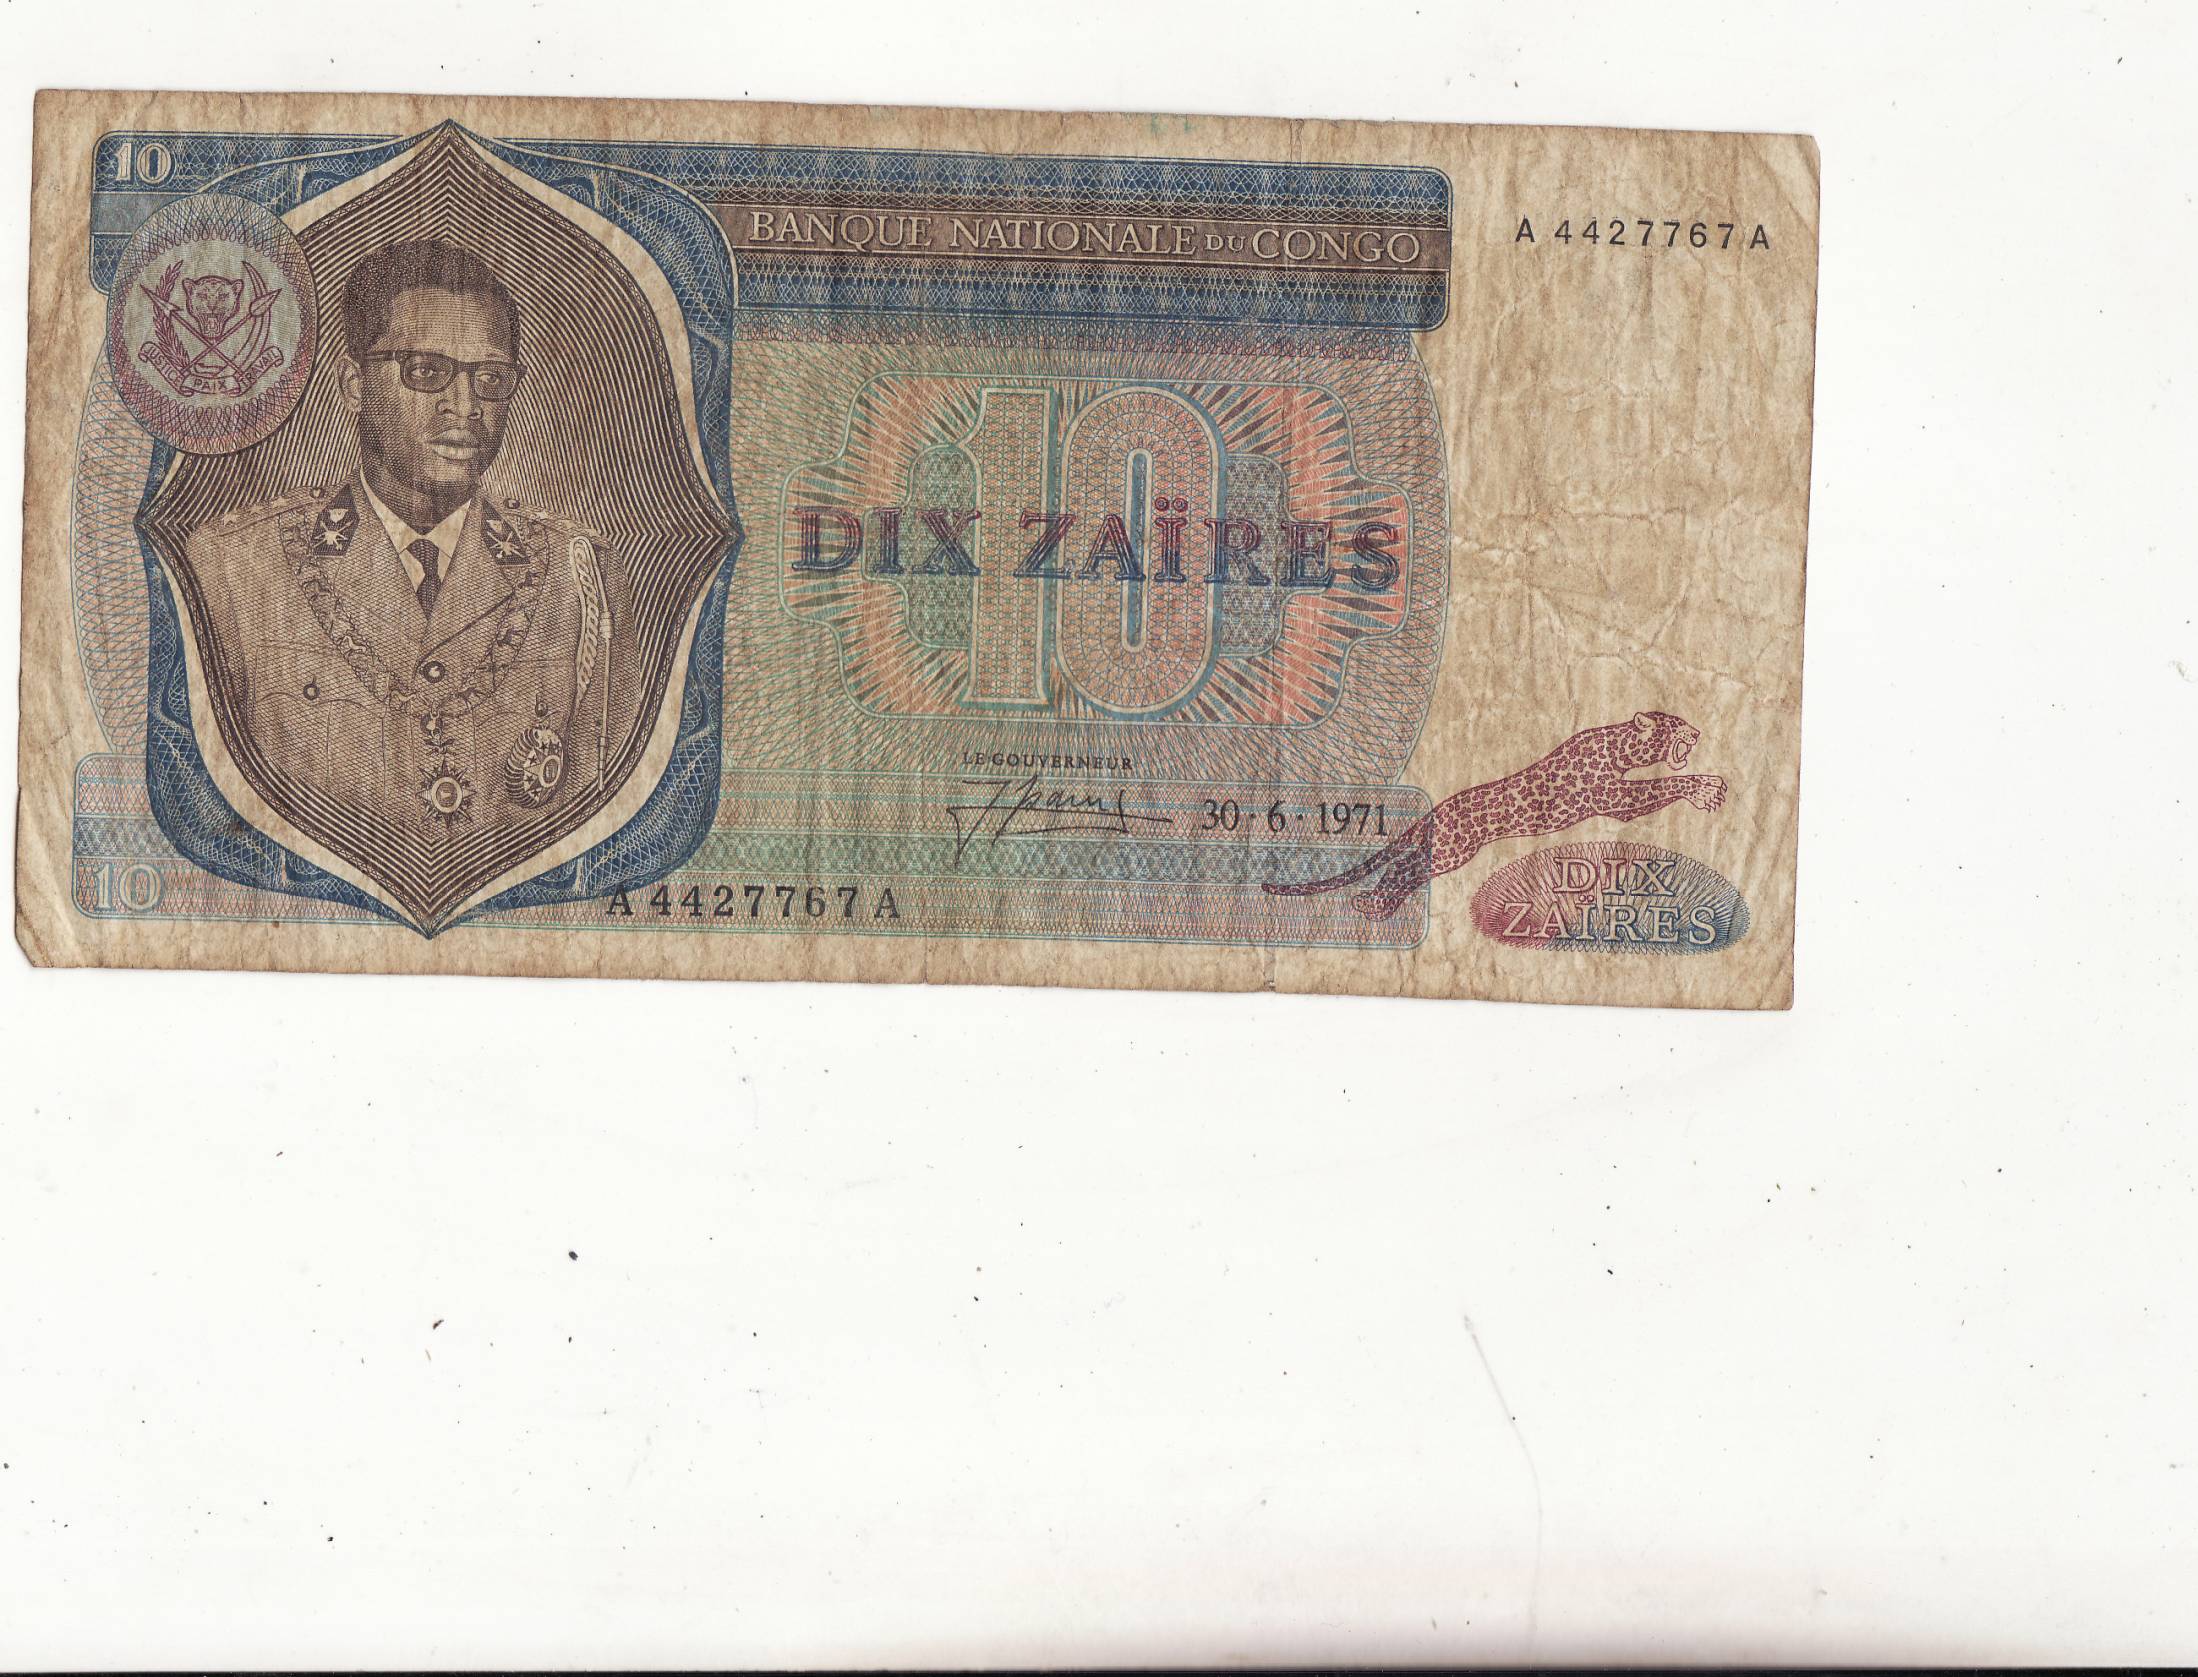 10
BANQUE NATIONALE DU CONGO
A 4427767 A
JUSTICE PAIX TRAVAIL
10
DIX ZAÏRES
LE GOUVERNEUR
30·6·1971
DIX
ZAÏRES
10
A 4427767 A